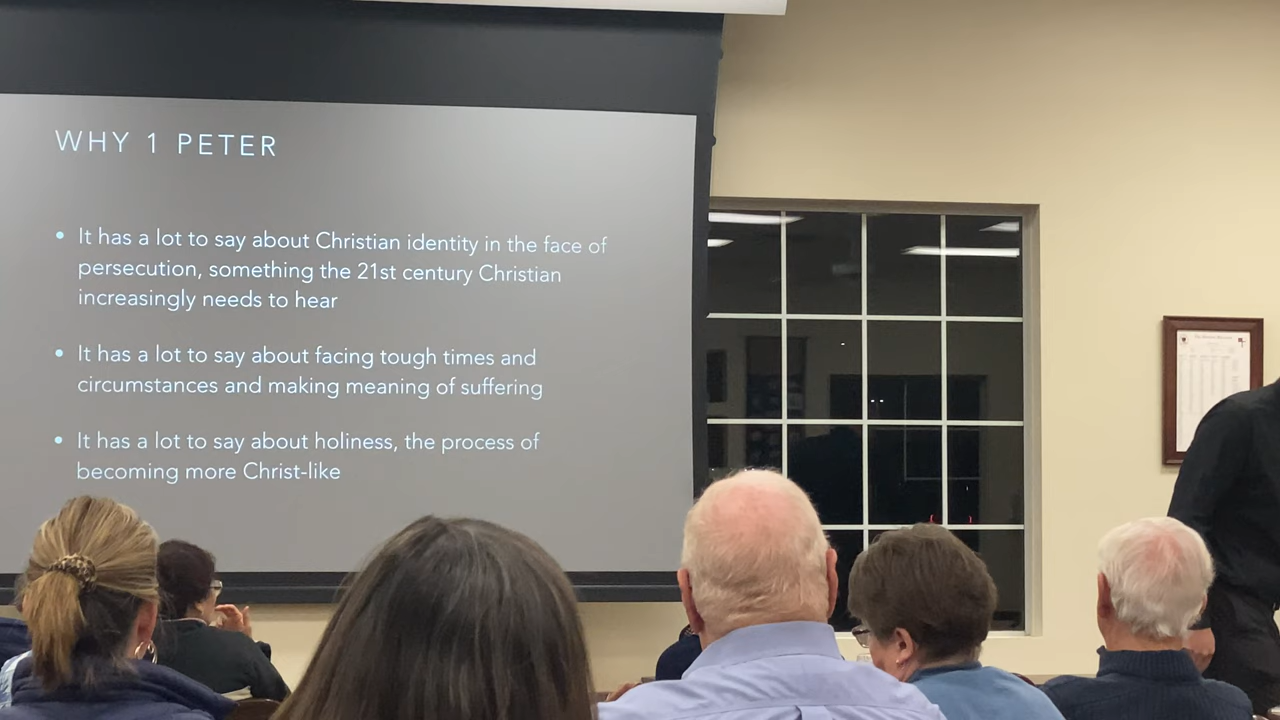 WHY 1 PETER
• It has a lot to say about Christian identity in the face of
persecution, something the 21st century Christian
increasingly needs to hear
• It has a lot to say about facing tough times and
circumstances and making meaning of suffering
• It has a lot to say about holiness, the process of
becoming more Christ-like